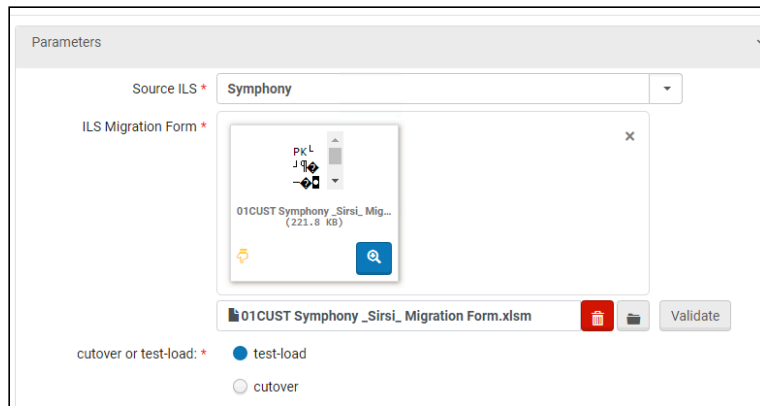 Parameters
Source ILS *
Symphony
ILS Migration Form *
×
PK
01CUST Symphony _Sirsi_ Mig...
(221.8 KB)
01CUST Symphony _Sirsi_ Migration Form.xlsm
Validate
cutover or test-load: *
test-load
cutover